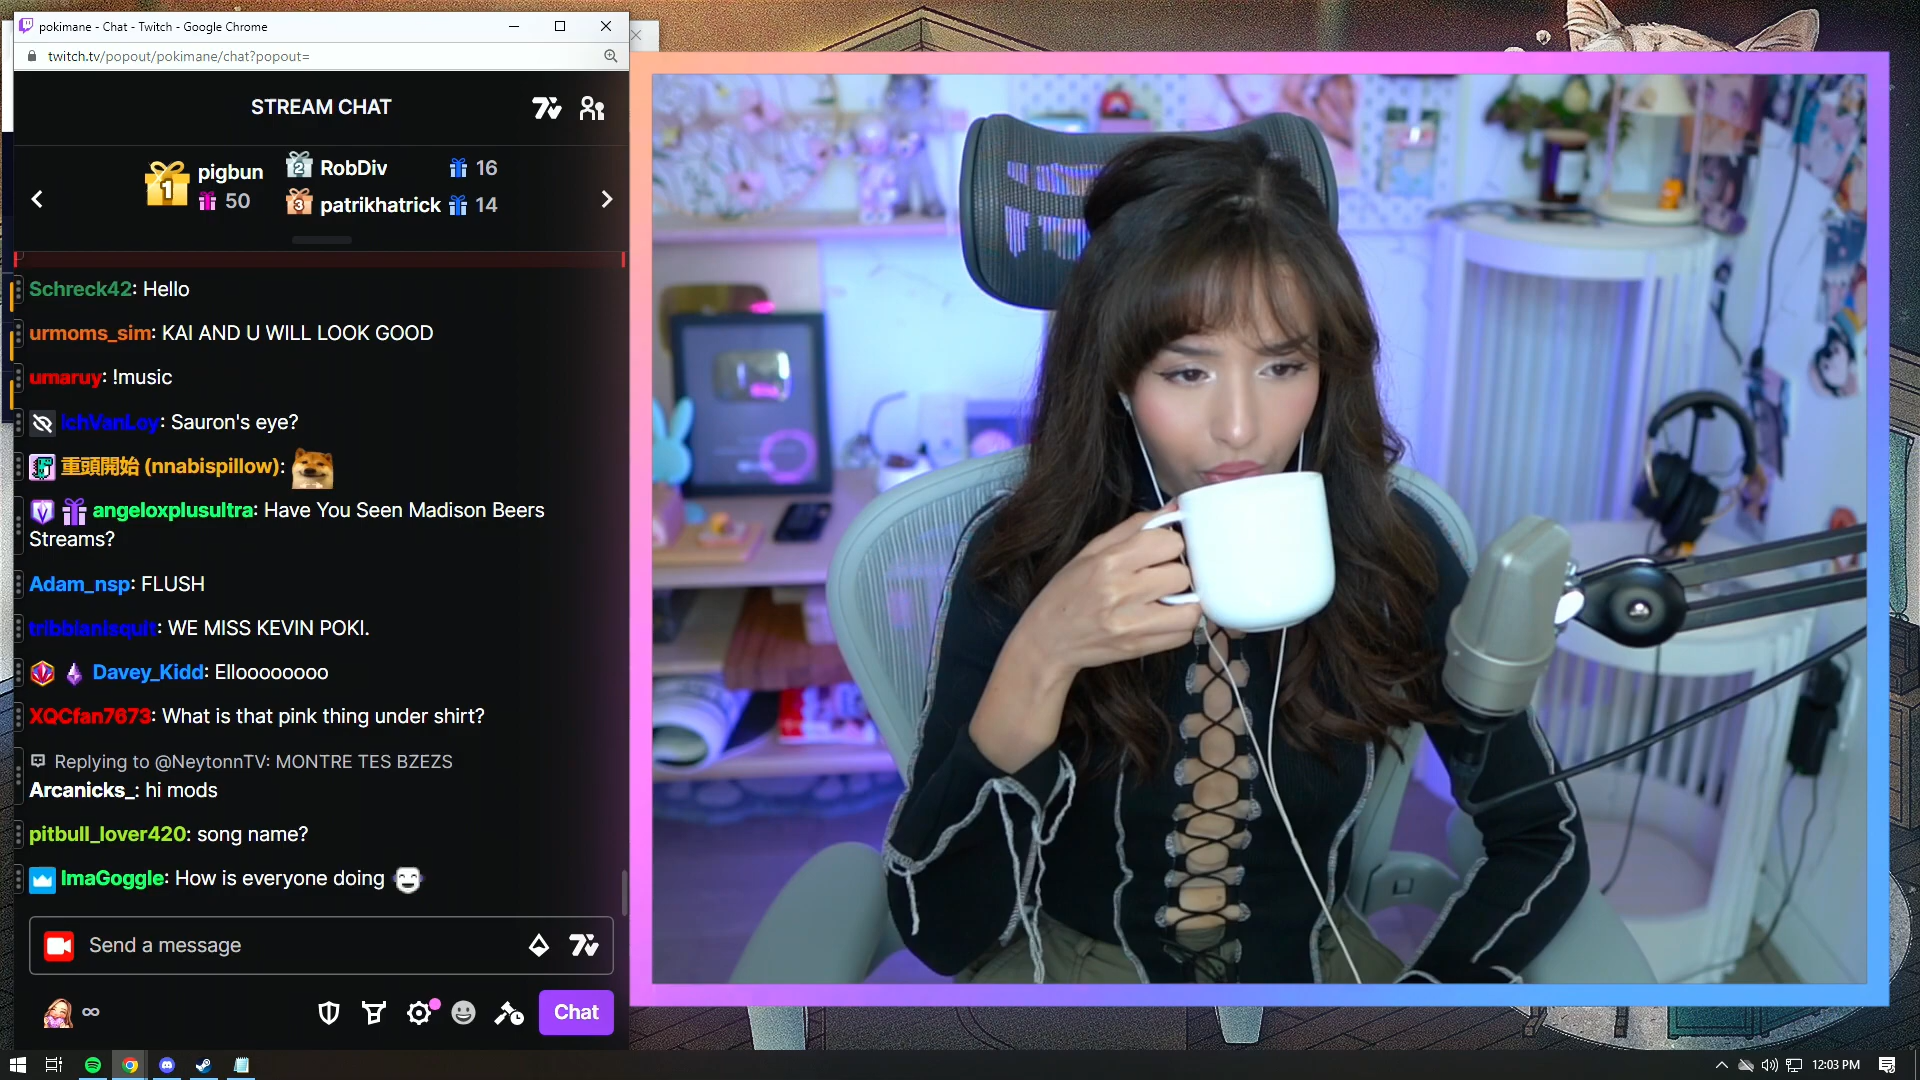 pokimane - Chat - Twitch - Google Chrome
twitch.tv/popout/pokimane/chat?popout=
STREAM CHAT
1 pigbun 50
2 RobDiv 16
3 patrikhatrick 14
Schreck42: Hello
urmoms_sim: KAI AND U WILL LOOK GOOD
umaruy: !music
IchVanLoy: Sauron's eye?
重頭開始 (nnabispillow):
angeloxplusultra: Have You Seen Madison Beers
Streams?
Adam_nsp: FLUSH
tribbianisquit: WE MISS KEVIN POKI.
Davey_Kidd: Elloooooooo
XQCfan7673: What is that pink thing under shirt?
Replying to @NeytonnTV: MONTRE TES BZEZS
Arcanicks_: hi mods
pitbull_lover420: song name?
ImaGoggle: How is everyone doing
Send a message
Chat
12:03 PM